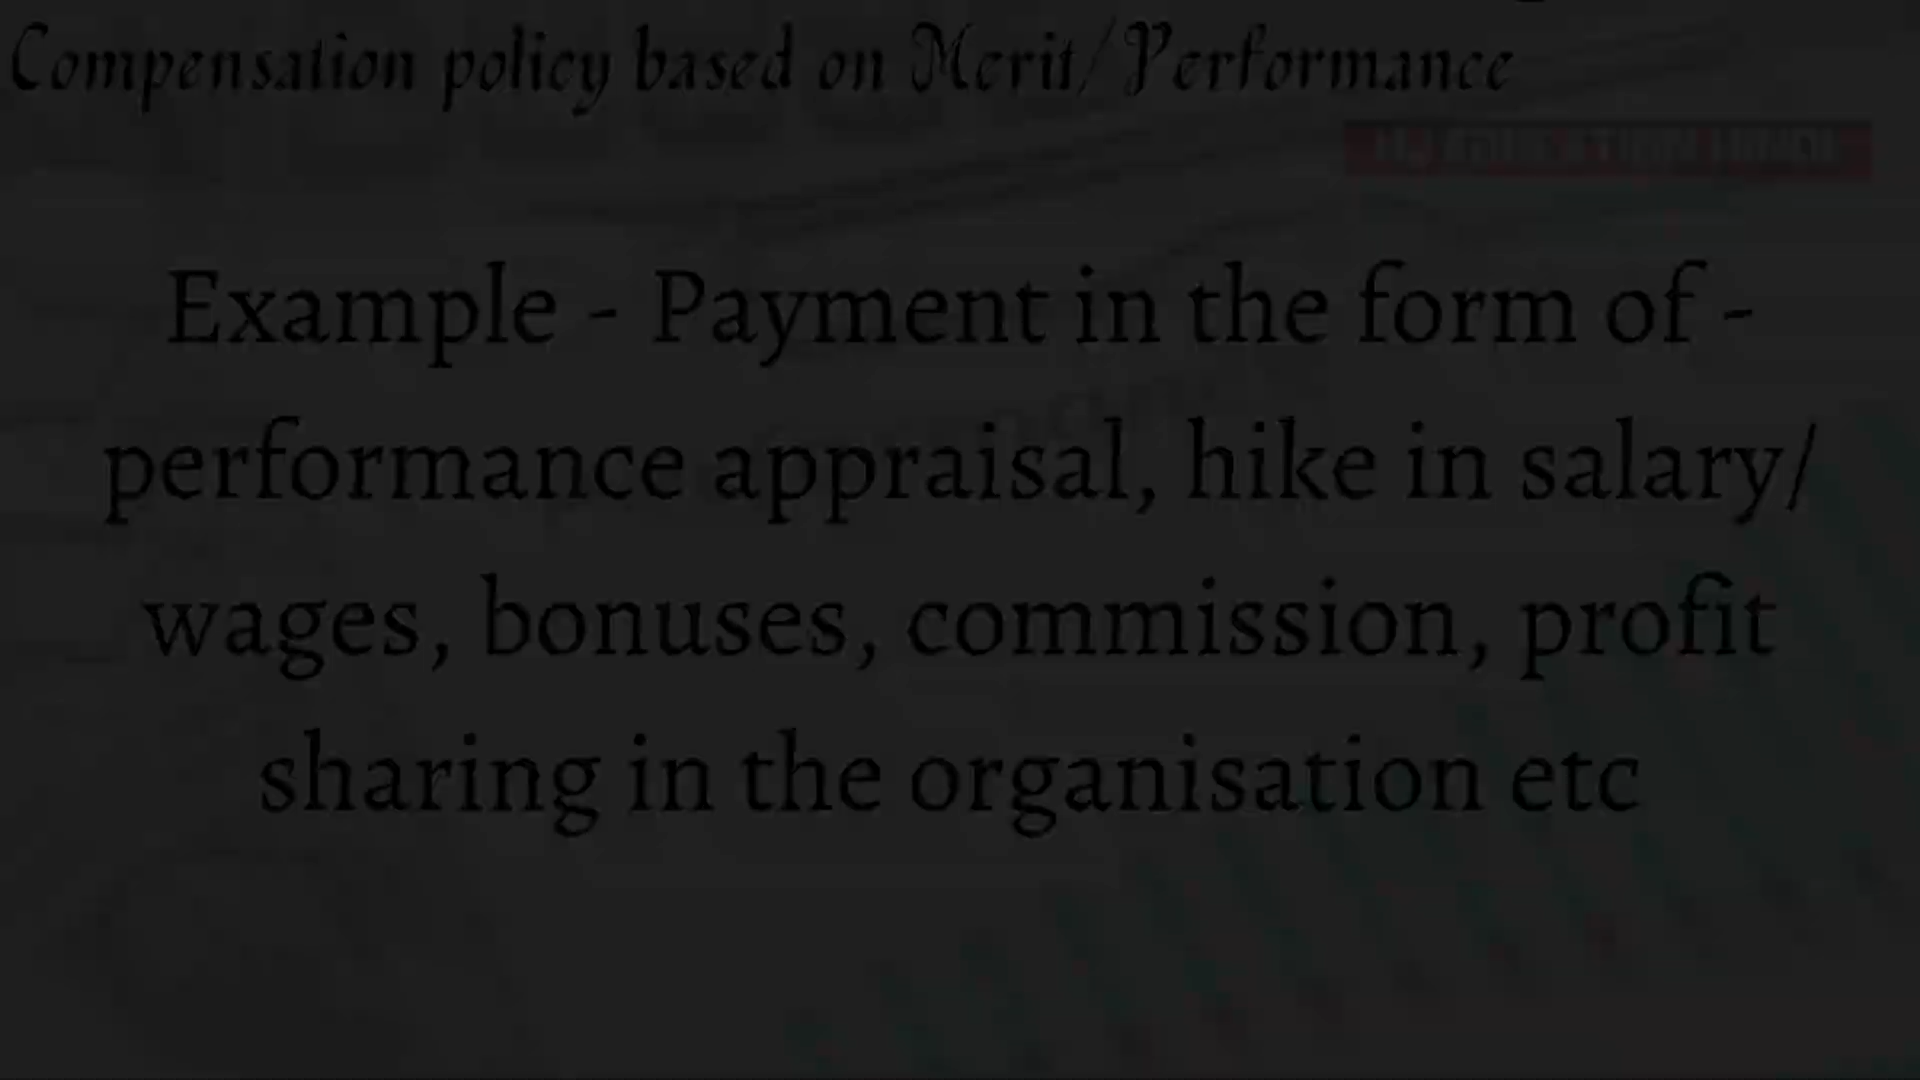 Compensation policy based on Merit/Performance
Example - Payment in the form of -
performance appraisal, hike in salary/
wages, bonuses, commission, profit
sharing in the organisation etc